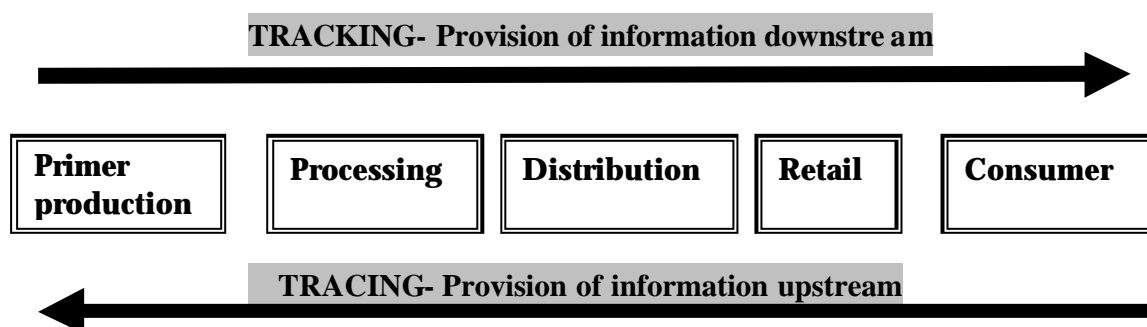 TRACKING- Provision of information downstre am
Primer
production
Processing
Distribution
Retail
Consumer
TRACING- Provision of information upstream